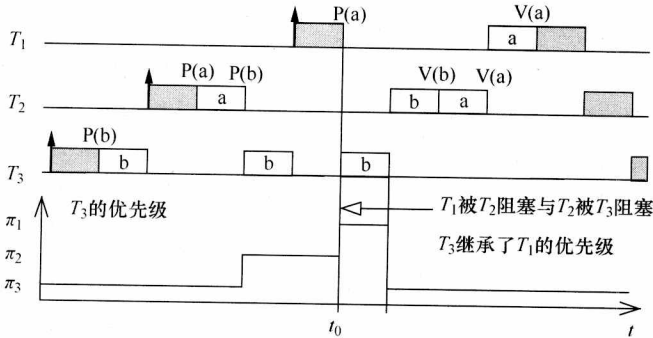 P(a) V(a)
T1 a
P(a) P(b) V(b) V(a)
T2 a b a
P(b)
T3 b b b
T3的优先级
π1 T1被T2阻塞与T2被T3阻塞
π2 T3继承了T1的优先级
π3
t0 t